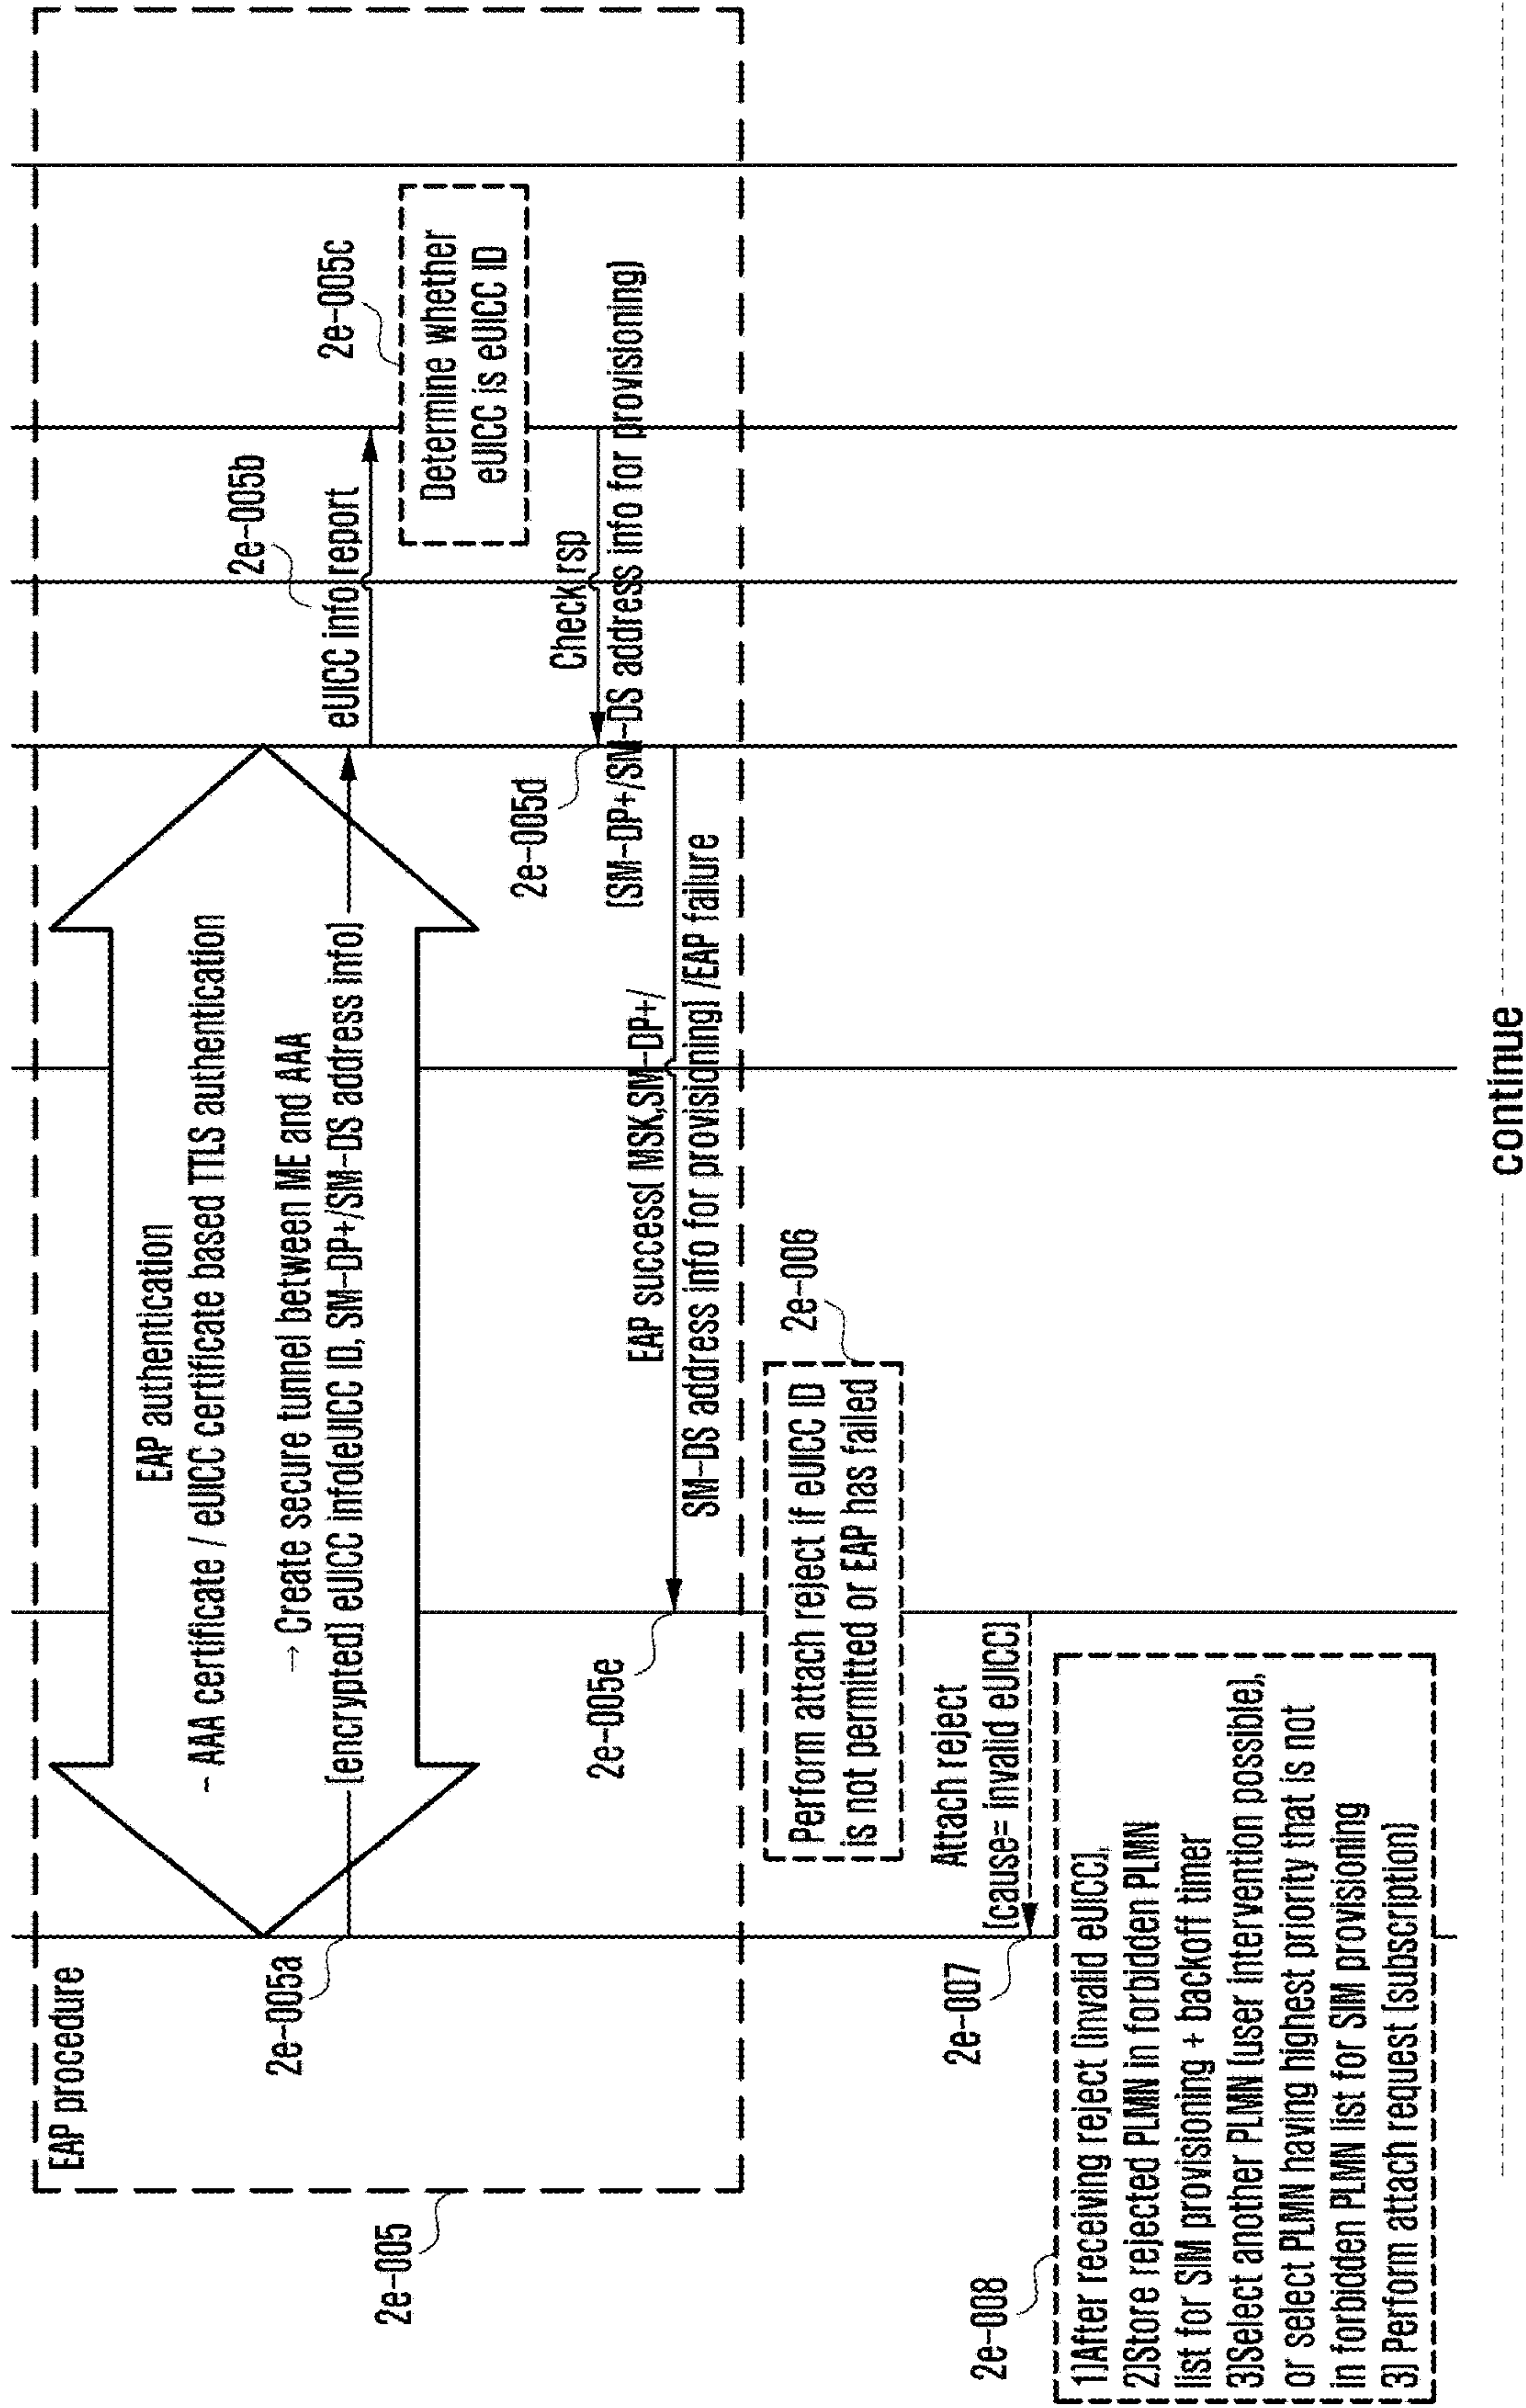 EAP procedure
2e-005
EAP authentication
- AAA certificate / eUICC certificate based TTLS authentication
→ Create secure tunnel between ME and AAA
[encrypted] eUICC info(eUICC ID, SM-DP+/SM-DS address info]
2e-005a
2e-005b
eUICC info report
2e-005c
Determine whether
eUICC is eUICC ID
Check rsp
2e-005d
[SM-DP+/SM-DS address info for provisioning]
EAP success[ MSK,SM-DP+/
SM-DS address info for provisioning] /EAP failure
2e-005e
2e-006
Perform attach reject if eUICC ID
is not permitted or EAP has failed
Attach reject
[cause= invalid eUICC]
2e-007
2e-008
1]After receiving reject [invalid eUICC],
2]Store rejected PLMN in forbidden PLMN
list for SIM provisioning + backoff timer
3]Select another PLMN [user intervention possible],
or select PLMN having highest priority that is not
in forbidden PLMN list for SIM provisioning
3] Perform attach request [subscription]
continue